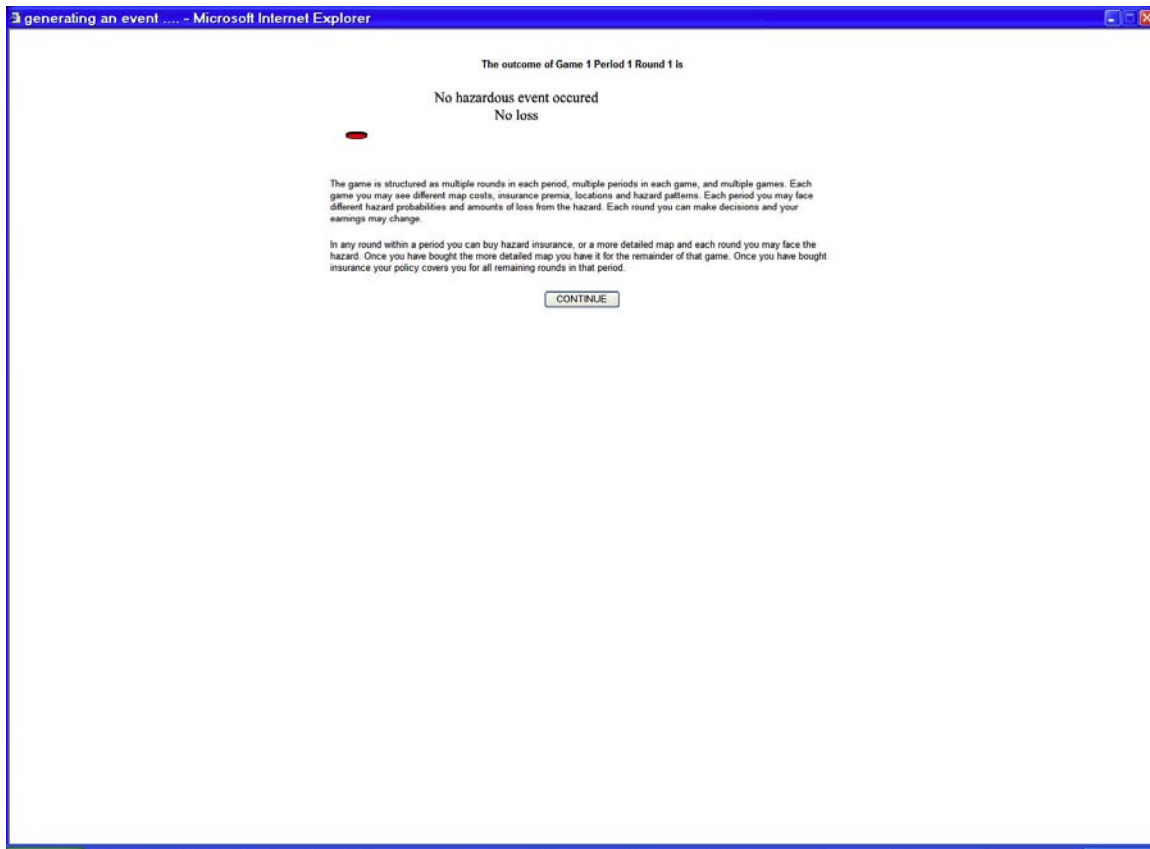 generating an event .... - Microsoft Internet Explorer
The outcome of Game 1 Period 1 Round 1 is
No hazardous event occured
No loss
The game is structured as multiple rounds in each period, multiple periods in each game, and multiple games. Each
game you may see different map costs, insurance premia, locations and hazard patterns. Each period you may face
different hazard probabilities and amounts of loss from the hazard. Each round you can make decisions and your
earnings may change.
In any round within a period you can buy hazard insurance, or a more detailed map and each round you may face the
hazard. Once you have bought the more detailed map you have it for the remainder of that game. Once you have bought
insurance your policy covers you for all remaining rounds in that period.
CONTINUE